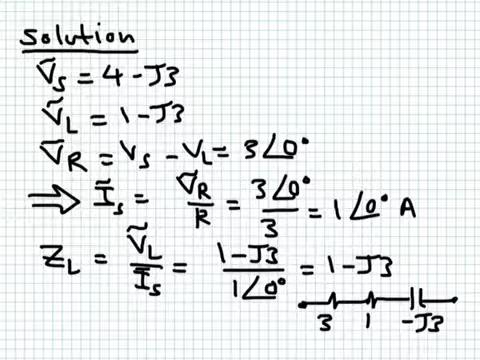 Solution
Ṽs = 4 - J3
ṼL = 1 - J3
ṼR = Vs - VL = 3∠0°
⇒ Ĩs = ṼR/R = 3∠0°/3 = 1∠0° A
ZL = ṼL/Ĩs = 1-J3/1∠0° = 1 - J3
3 1 -J3